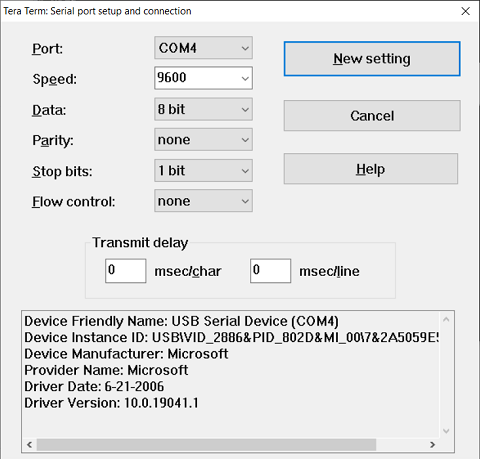 Tera Term: Serial port setup and connection
Port: COM4
New setting
Speed: 9600
Data: 8 bit
Cancel
Parity: none
Stop bits: 1 bit
Help
Flow control: none
Transmit delay
0 msec/char 0 msec/line
Device Friendly Name: USB Serial Device (COM4)
Device Instance ID: USB\VID_2886&PID_802D&MI_00\7&2A5059E5
Device Manufacturer: Microsoft
Provider Name: Microsoft
Driver Date: 6-21-2006
Driver Version: 10.0.19041.1